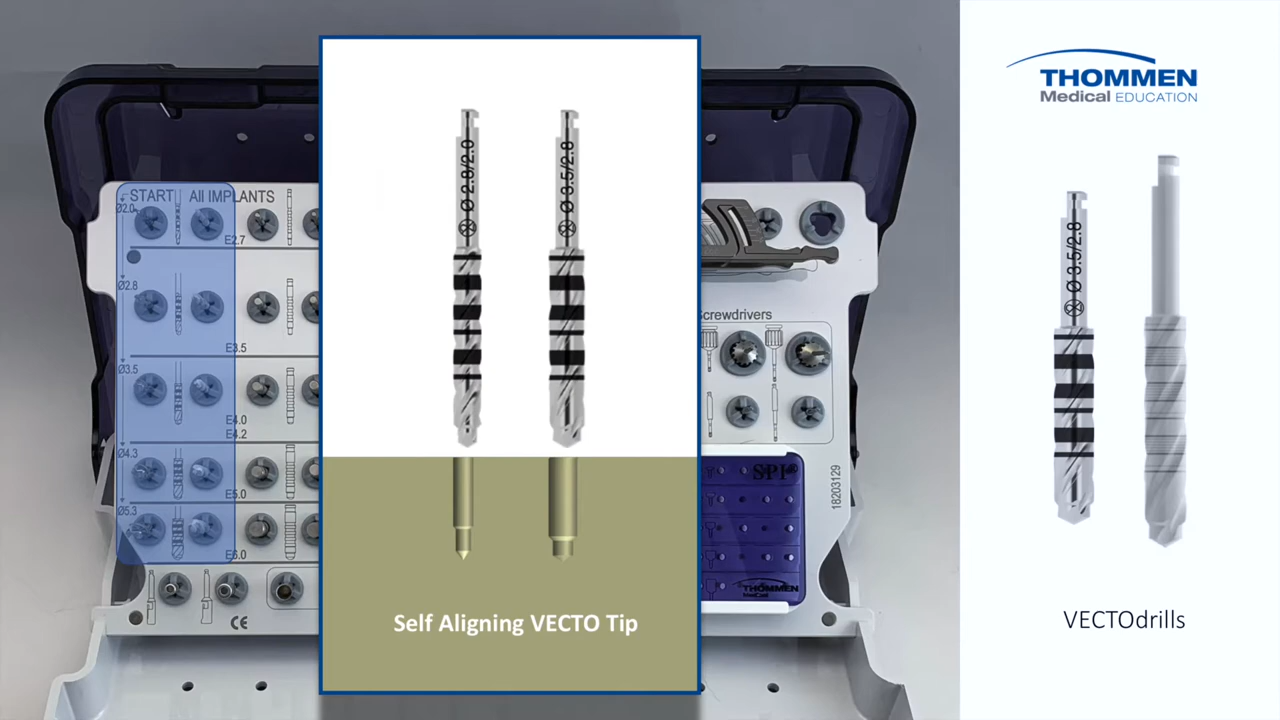 START All IMPLANTS
Ø2.0
E2.7
Ø2.8
E3.5
Ø3.5
E4.0
E4.2
Ø4.3
E5.0
Ø5.3
E6.0
CE
Ø 2.8/2.0
Ø 3.5/2.8
Self Aligning VECTO Tip
Screwdrivers
18203129
SPI®
THOMMEN
Medical
THOMMEN
Medical EDUCATION
Ø 3.5/2.8
VECTOdrills